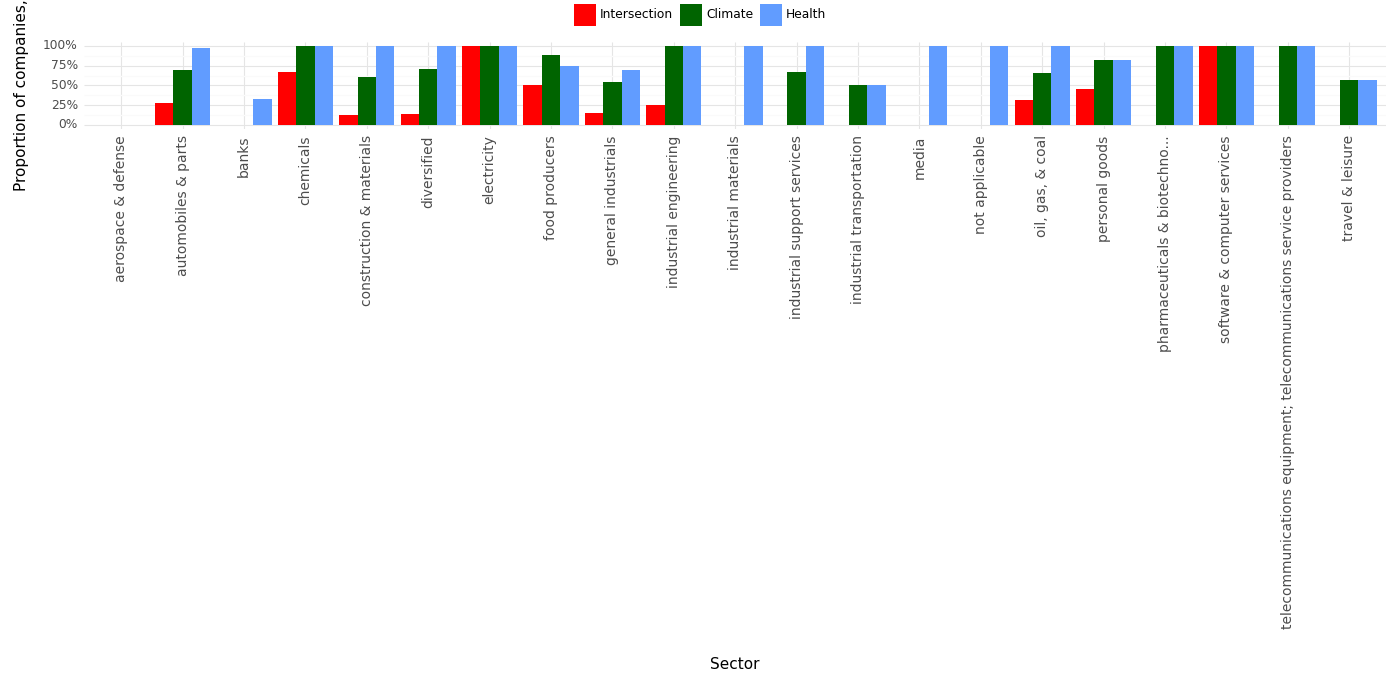 Intersection Climate Health
Proportion of companies,
100%
75%
50%
25%
0%
aerospace & defense
automobiles & parts
banks
chemicals
construction & materials
diversified
electricity
food producers
general industrials
industrial engineering
industrial materials
industrial support services
industrial transportation
media
not applicable
oil, gas, & coal
personal goods
pharmaceuticals & biotechno...
software & computer services
telecommunications equipment; telecommunications service providers
travel & leisure
Sector